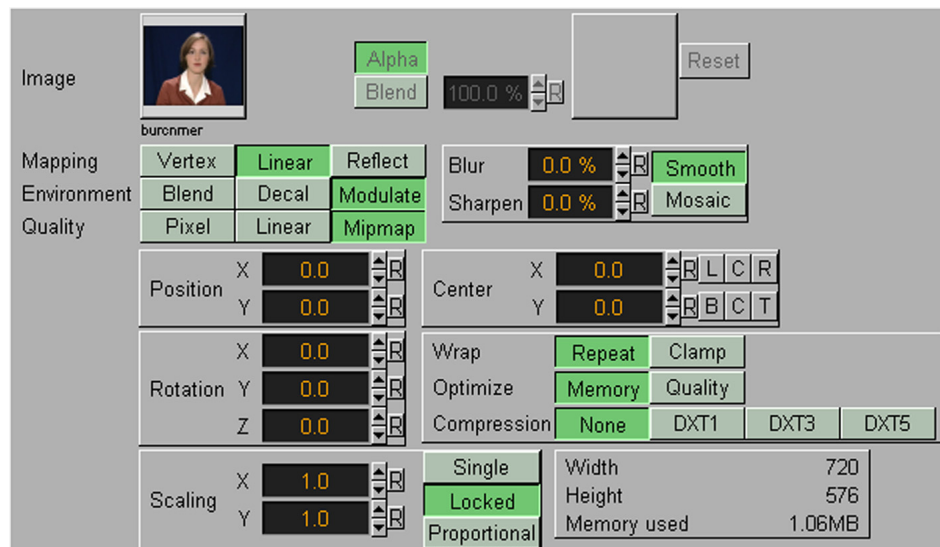 Image
Alpha
Blend 100.0 % R
Reset
burcnmer
Mapping Vertex Linear Reflect
Environment Blend Decal Modulate
Quality Pixel Linear Mipmap
Blur 0.0 % R Smooth
Sharpen 0.0 % R Mosaic
Position X 0.0 R
Y 0.0 R
Center X 0.0 R L C R
Y 0.0 R B C T
Rotation X 0.0 R
Y 0.0 R
Z 0.0 R
Wrap Repeat Clamp
Optimize Memory Quality
Compression None DXT1 DXT3 DXT5
Scaling X 1.0 R
Y 1.0 R
Single
Locked
Proportional
Width 720
Height 576
Memory used 1.06MB